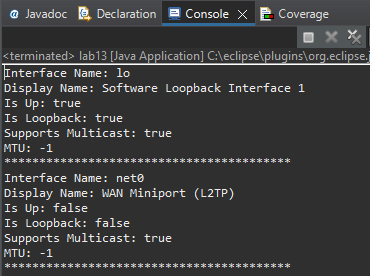 Javadoc Declaration Console Coverage
<terminated> lab13 [Java Application] C:\eclipse\plugins\org.eclipse.j
Interface Name: lo
Display Name: Software Loopback Interface 1
Is Up: true
Is Loopback: true
Supports Multicast: true
MTU: -1
*****************************************
Interface Name: net0
Display Name: WAN Miniport (L2TP)
Is Up: false
Is Loopback: false
Supports Multicast: true
MTU: -1
*****************************************